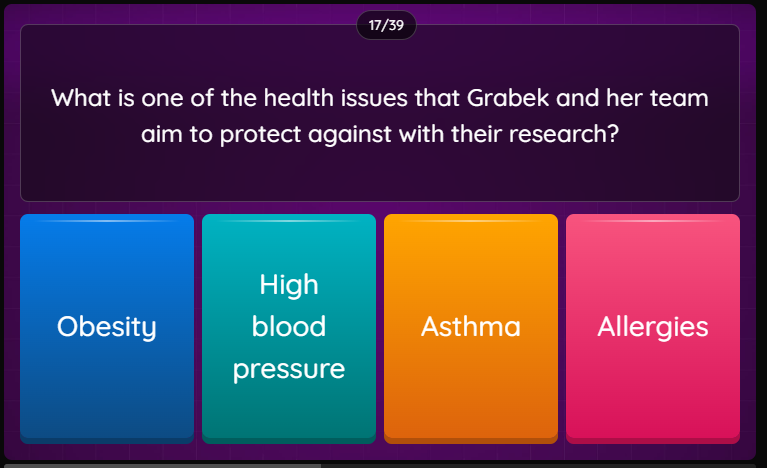 17/39
What is one of the health issues that Grabek and her team
aim to protect against with their research?
Obesity
High
blood
pressure
Asthma
Allergies